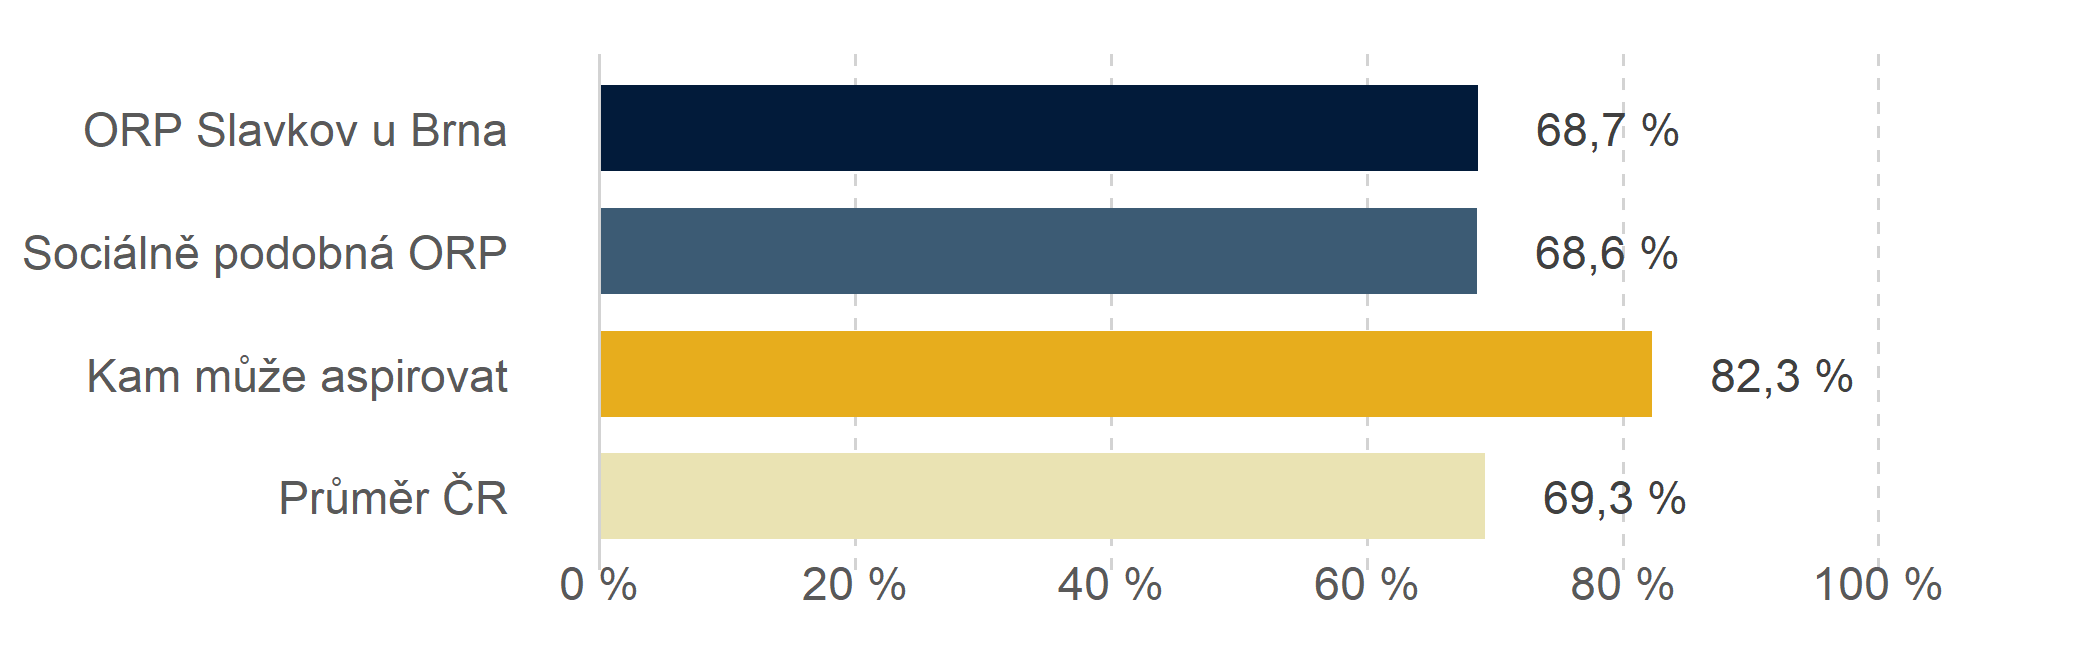 ORP Slavkov u Brna 68,7 %
Sociálně podobná ORP 68,6 %
Kam může aspirovat 82,3 %
Průměr ČR 69,3 %
0 % 20 % 40 % 60 % 80 % 100 %